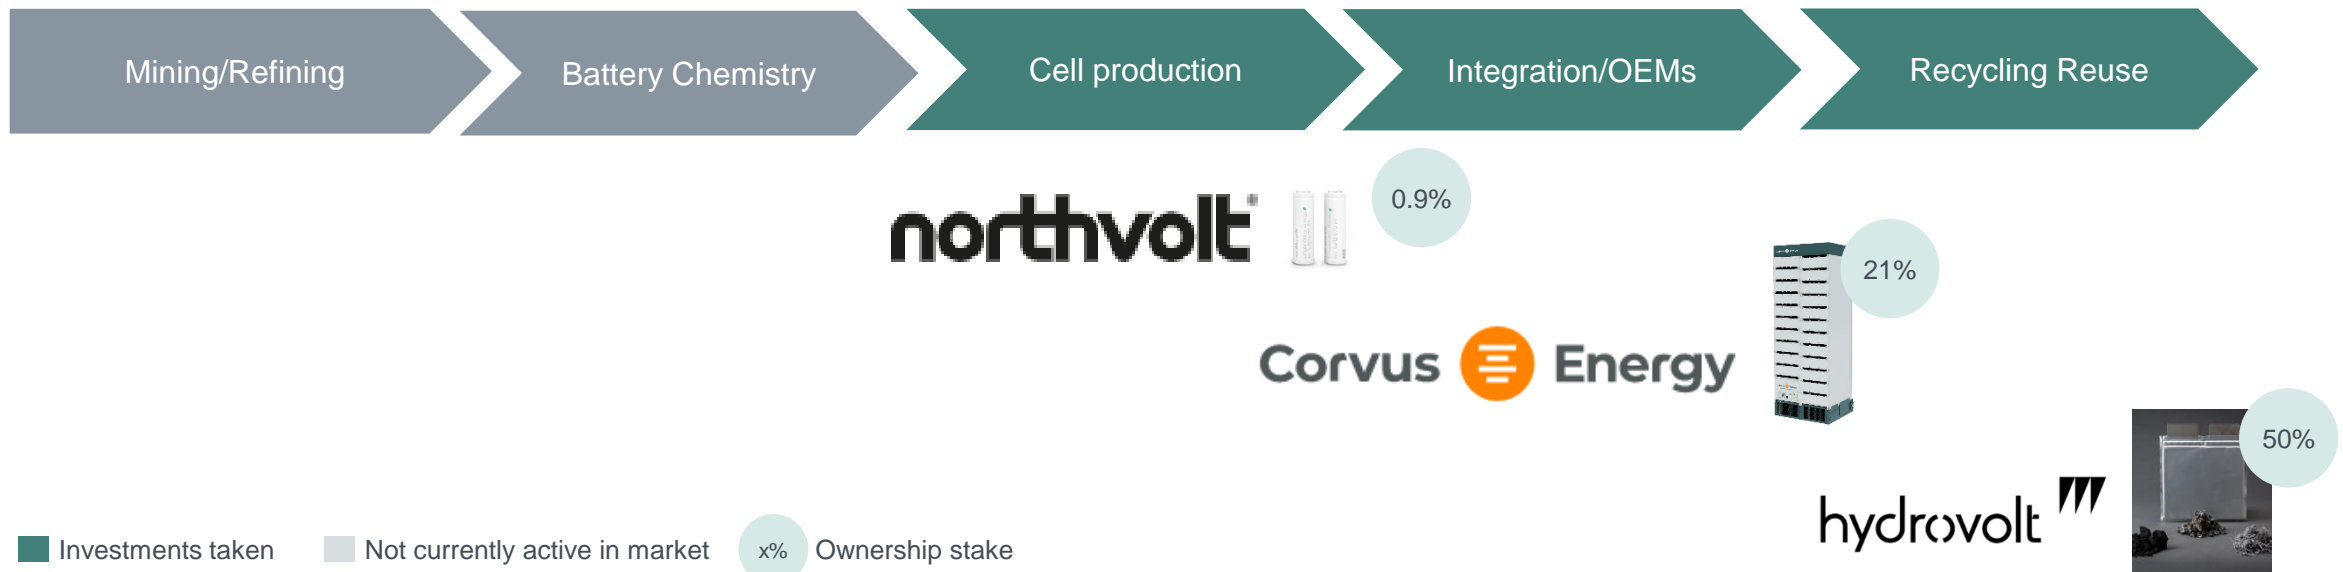 Mining/Refining
Battery Chemistry
Cell production
Integration/OEMs
Recycling Reuse
northvolt
0.9%
21%
Corvus Energy
50%
hydrovolt
Investments taken
Not currently active in market
x%
Ownership stake